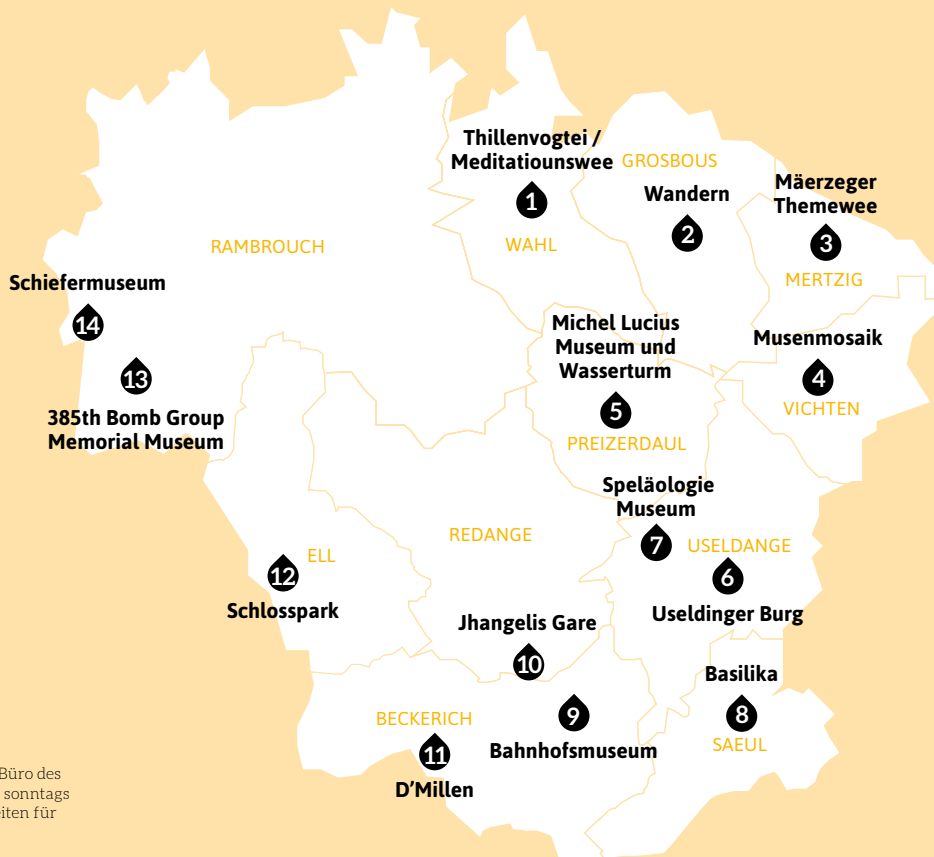 Thillenvogtei /
Meditatiounswee
1
WAHL
GROSBOUS
Wandern
2
Mäerzeger
Themewee
3
MERTZIG
RAMBROUCH
Schiefermuseum
14
13
385th Bomb Group
Memorial Museum
Michel Lucius
Museum und
Wasserturm
5
PREIZERDAUL
Musenmosaik
4
VICHTEN
Speläologie
Museum
7
USELDANGE
6
Useldinger Burg
REDANGE
ELL
12
Schlosspark
Jhangelis Gare
10
9
Bahnhofsmuseum
Basilika
8
SAEUL
BECKERICH
11
D'Millen
Büro des
sonntags
eiten für